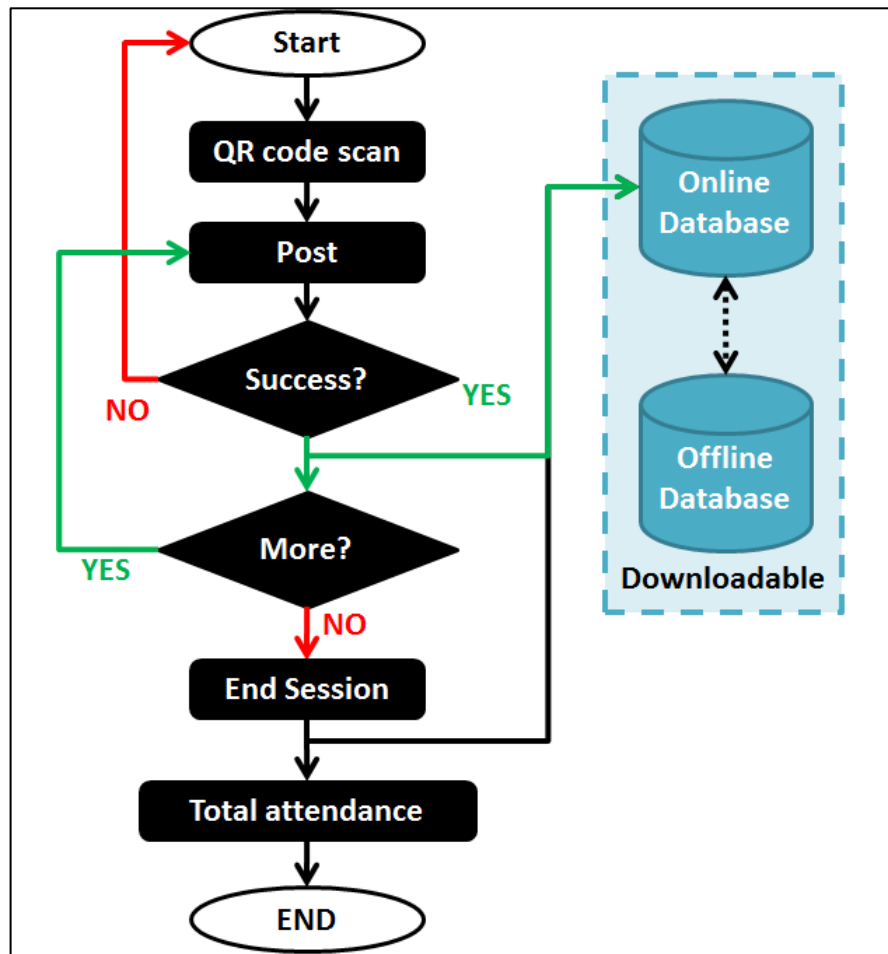 Start
QR code scan
Post
Success?
NO
YES
More?
YES
NO
End Session
Total attendance
END
Online
Database
Offline
Database
Downloadable